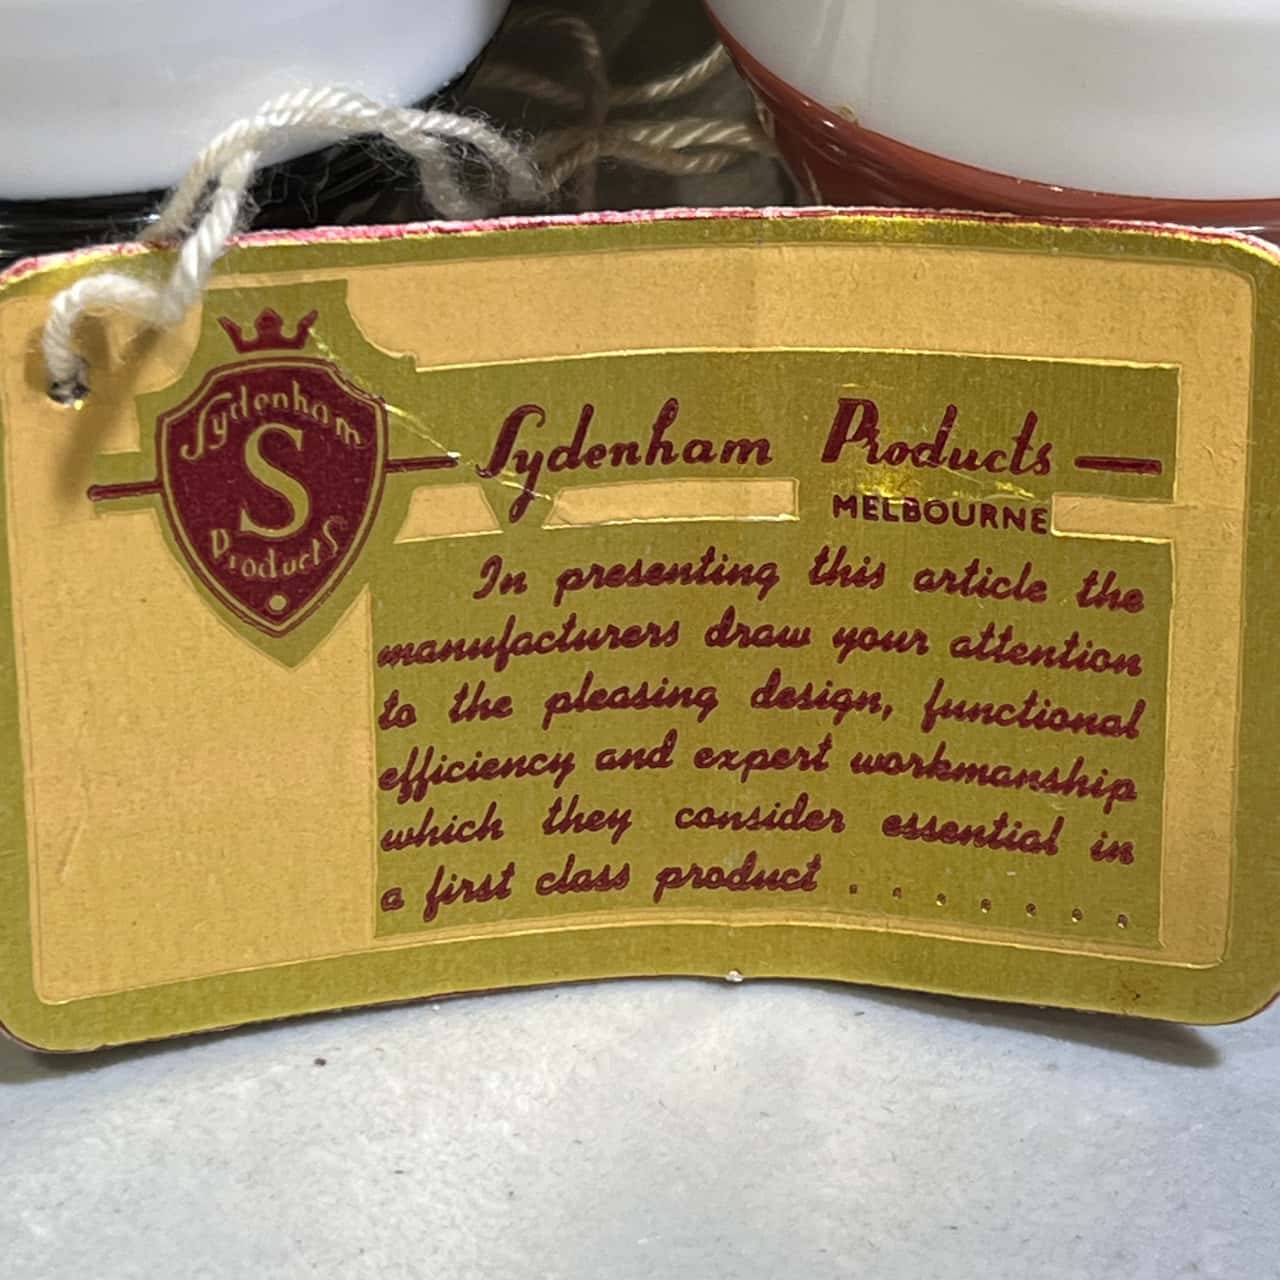 Sydenham
S
Products
Sydenham Products
MELBOURNE
In presenting this article the
manufacturers draw your attention
to the pleasing design, functional
efficiency and expert workmanship
which they consider essential in
a first class product . . . . . . .